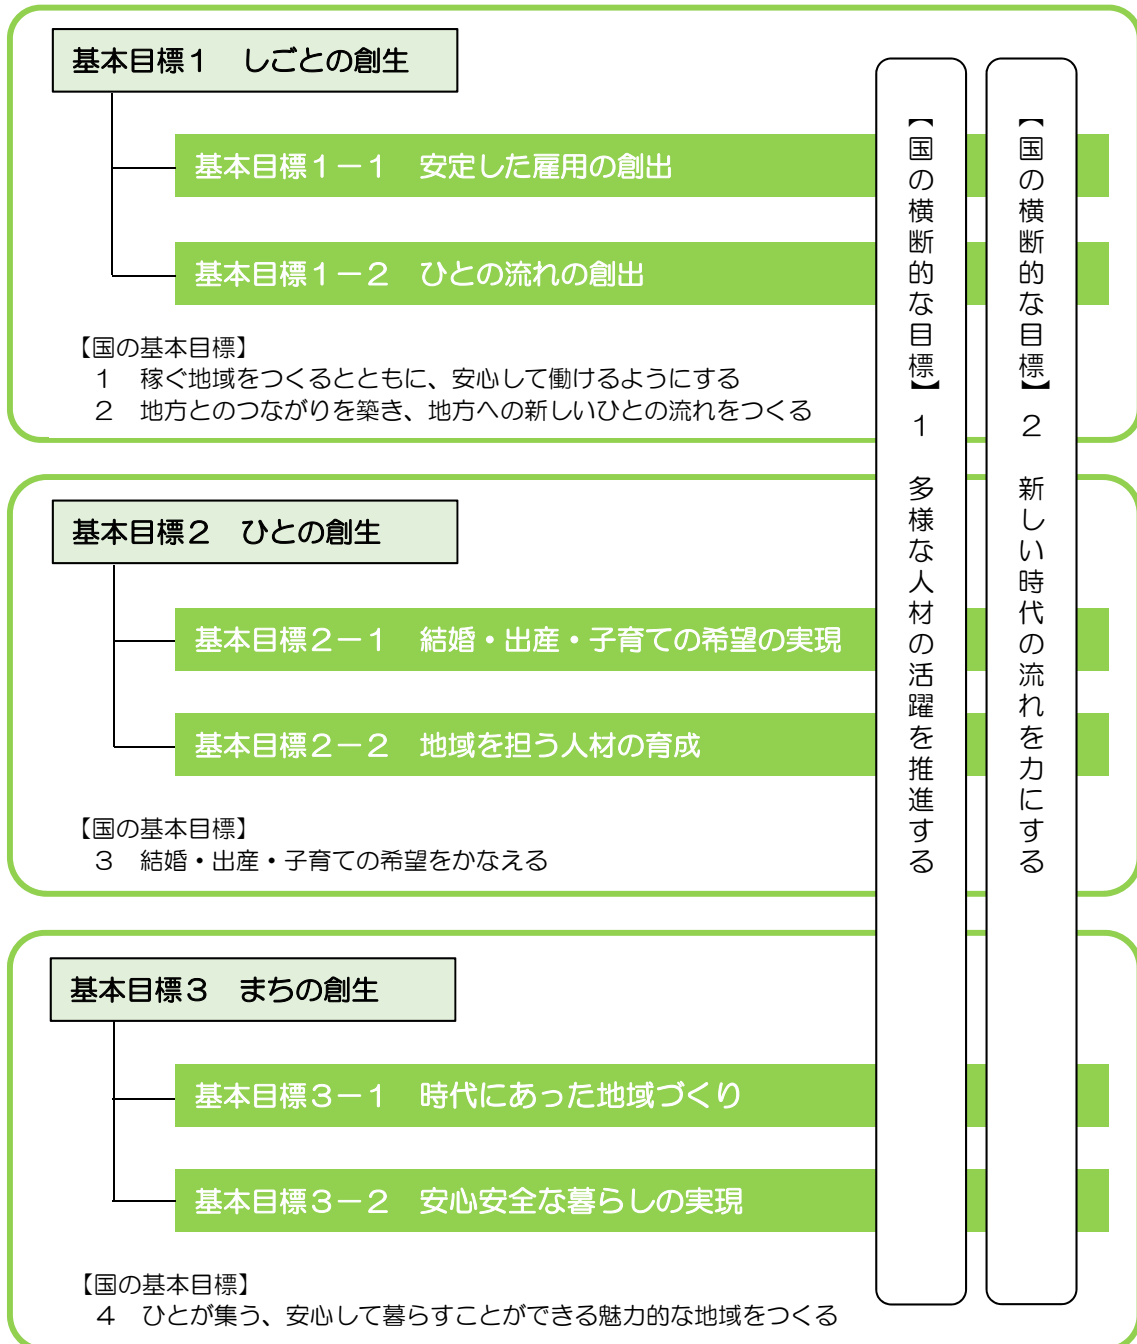 基本目標1　しごとの創生
基本目標1－1　安定した雇用の創出
基本目標1－2　ひとの流れの創出
【国の基本目標】
1　稼ぐ地域をつくるとともに、安心して働けるようにする
2　地方とのつながりを築き、地方への新しいひとの流れをつくる
基本目標2　ひとの創生
基本目標2－1　結婚・出産・子育ての希望の実現
基本目標2－2　地域を担う人材の育成
【国の基本目標】
3　結婚・出産・子育ての希望をかなえる
基本目標3　まちの創生
基本目標3－1　時代にあった地域づくり
基本目標3－2　安心安全な暮らしの実現
【国の基本目標】
4　ひとが集う、安心して暮らすことができる魅力的な地域をつくる
【国の横断的な目標】1　多様な人材の活躍を推進する
【国の横断的な目標】2　新しい時代の流れを力にする